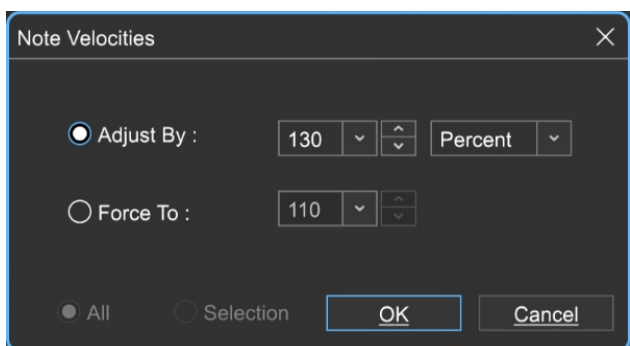 Note Velocities
Adjust By : 130 Percent
Force To : 110
All Selection OK Cancel